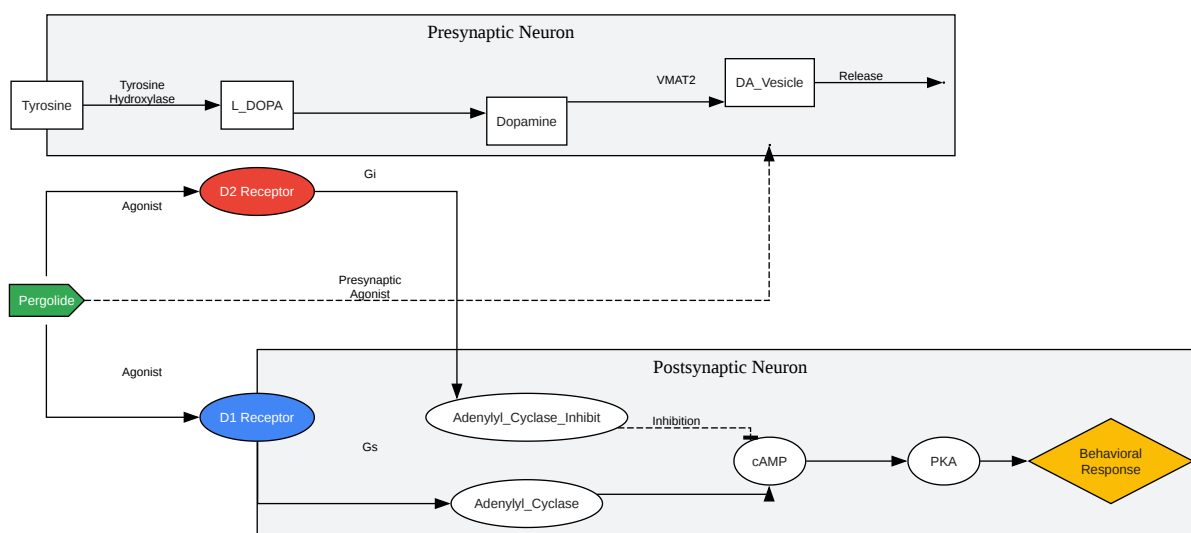 Presynaptic Neuron
Tyrosine
Tyrosine
Hydroxylase
L_DOPA
Dopamine
VMAT2
DA_Vesicle
Release
D2 Receptor
Gi
Agonist
Pergolide
Presynaptic
Agonist
Agonist
Postsynaptic Neuron
D1 Receptor
Gs
Adenylyl_Cyclase_Inhibit
Inhibition
Adenylyl_Cyclase
cAMP
PKA
Behavioral
Response